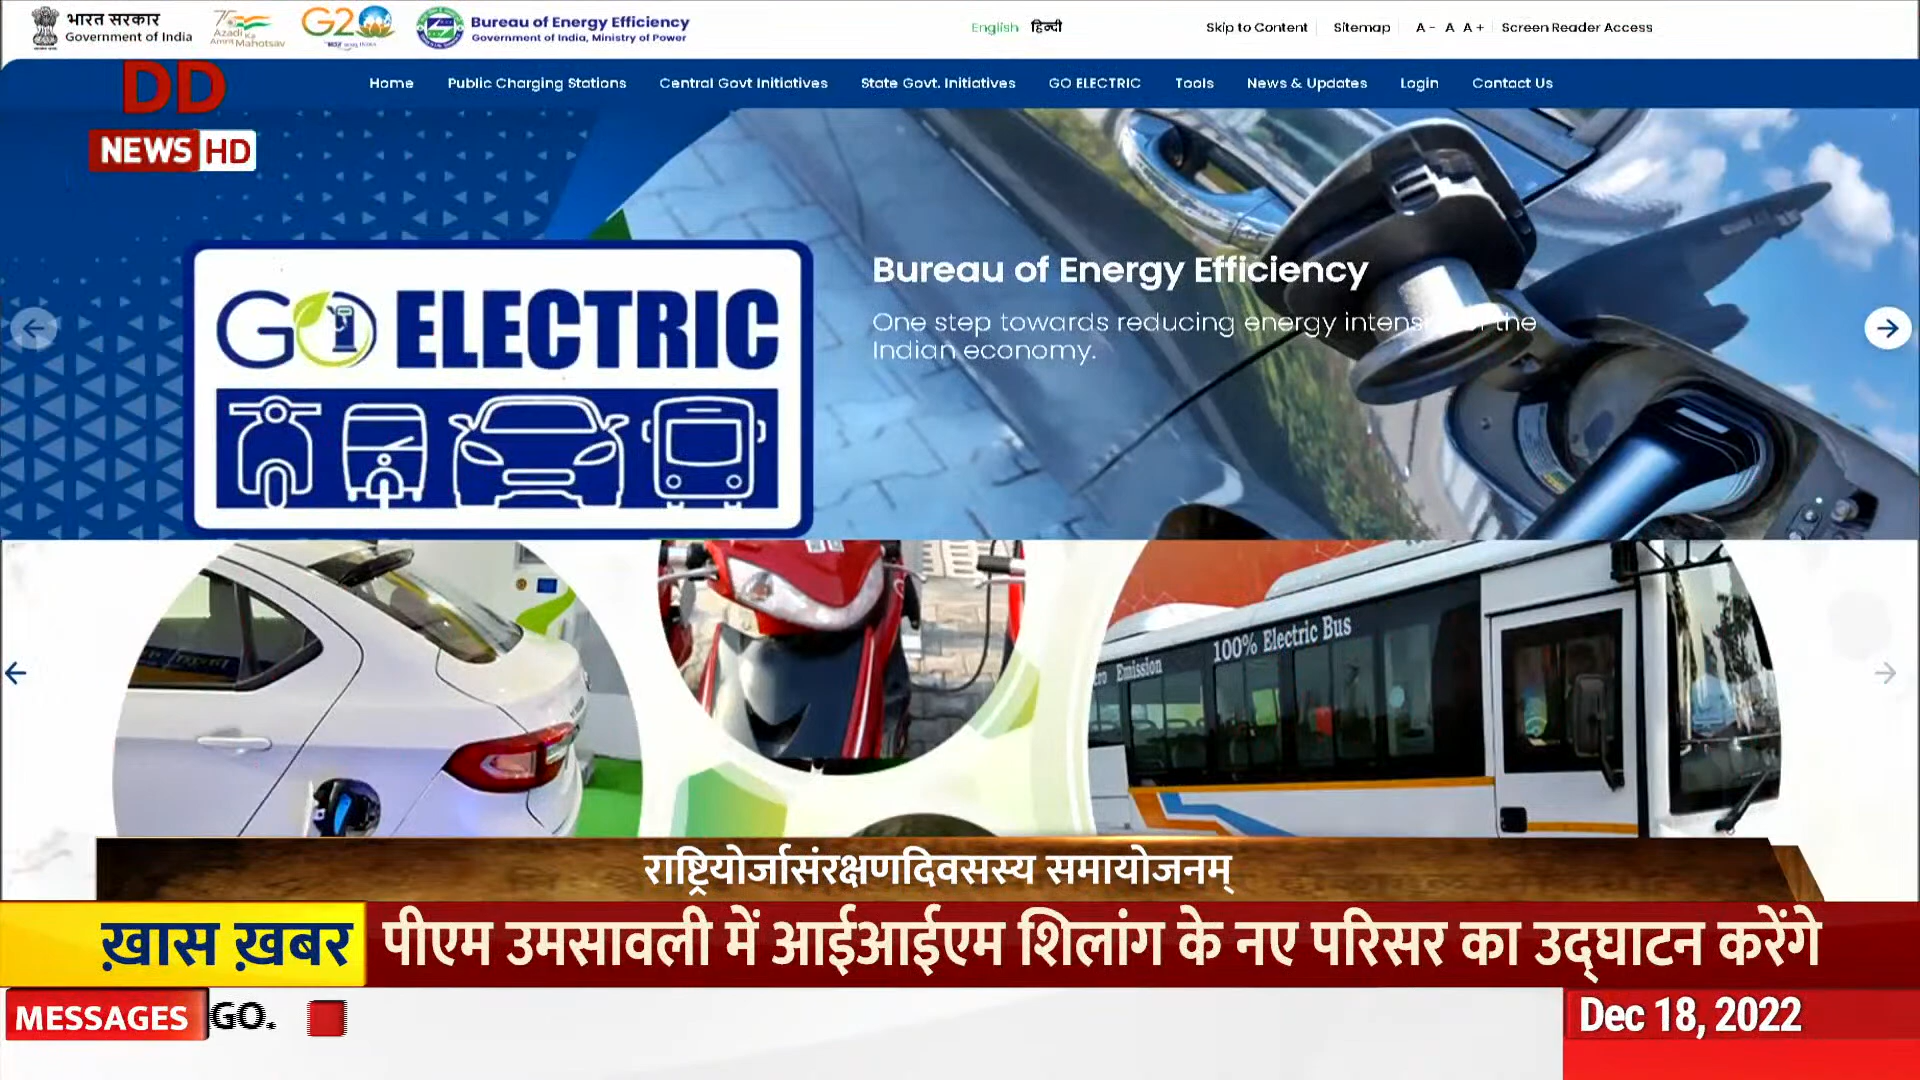 भारत सरकार
Government of India
Azadi Ka
Amrit Mahotsav
G20
Bureau of Energy Efficiency
Government of India, Ministry of Power
English हिन्दी
Skip to Content Sitemap A - A A + Screen Reader Access
Home Public Charging Stations Central Govt Initiatives State Govt. Initiatives GO ELECTRIC Tools News & Updates Login Contact Us
DD
NEWS HD
GO ELECTRIC
Bureau of Energy Efficiency
One step towards reducing energy the
Indian economy.
Emission 100% Electric Bus
राष्ट्रियोर्जासंरक्षणदिवसस्य समायोजनम्
ख़ास ख़बर पीएम उमसावली में आईआईएम शिलांग के नए परिसर का उद्घाटन करेंगे
MESSAGES GO. Dec 18, 2022